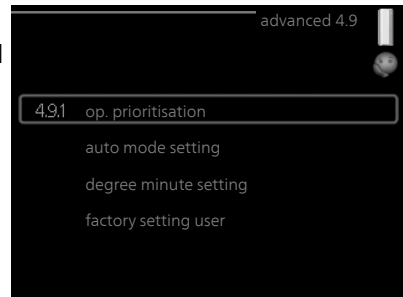 advanced 4.9
4.9.1 op. prioritisation
auto mode setting
degree minute setting
factory setting user